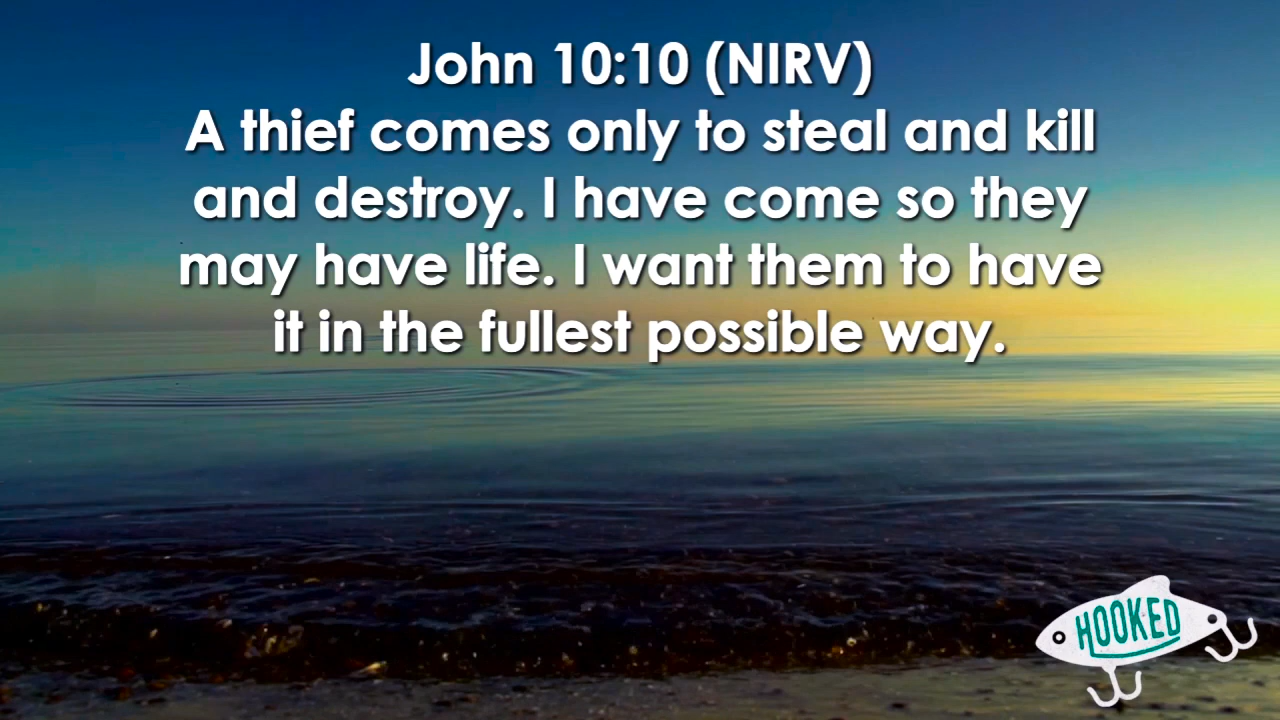 John 10:10 (NIRV)
A thief comes only to steal and kill
and destroy. I have come so they
may have life. I want them to have
it in the fullest possible way.
HOOKED